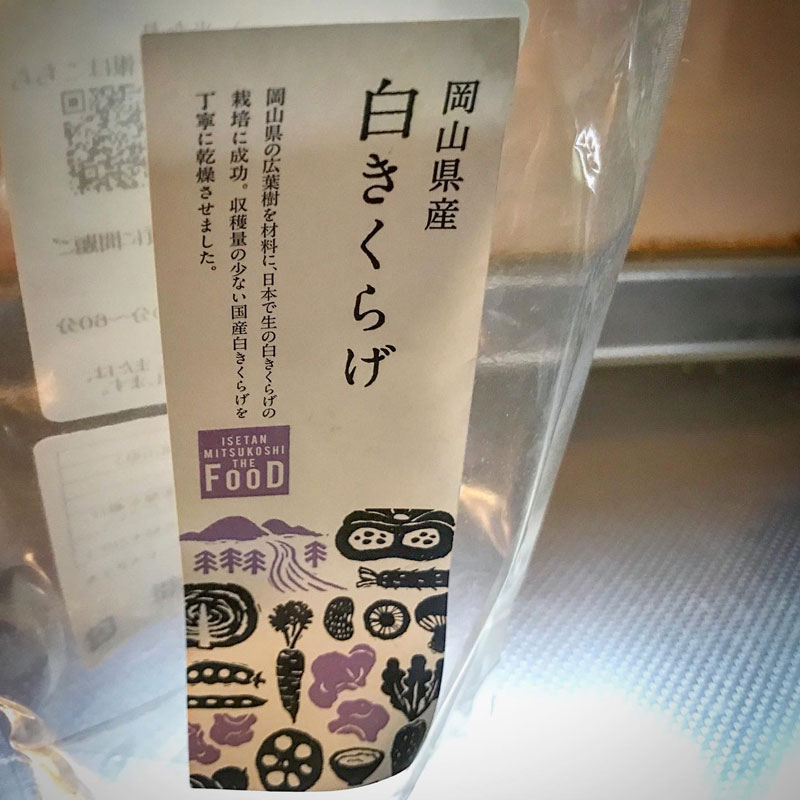 岡山県産
白きくらげ
岡山県の広葉樹を材料に、日本で生の白きくらげの
栽培に成功。収穫量の少ない国産白きくらげを
丁寧に乾燥させました。
ISETAN
MITSUKOSHI
THE
FOOD